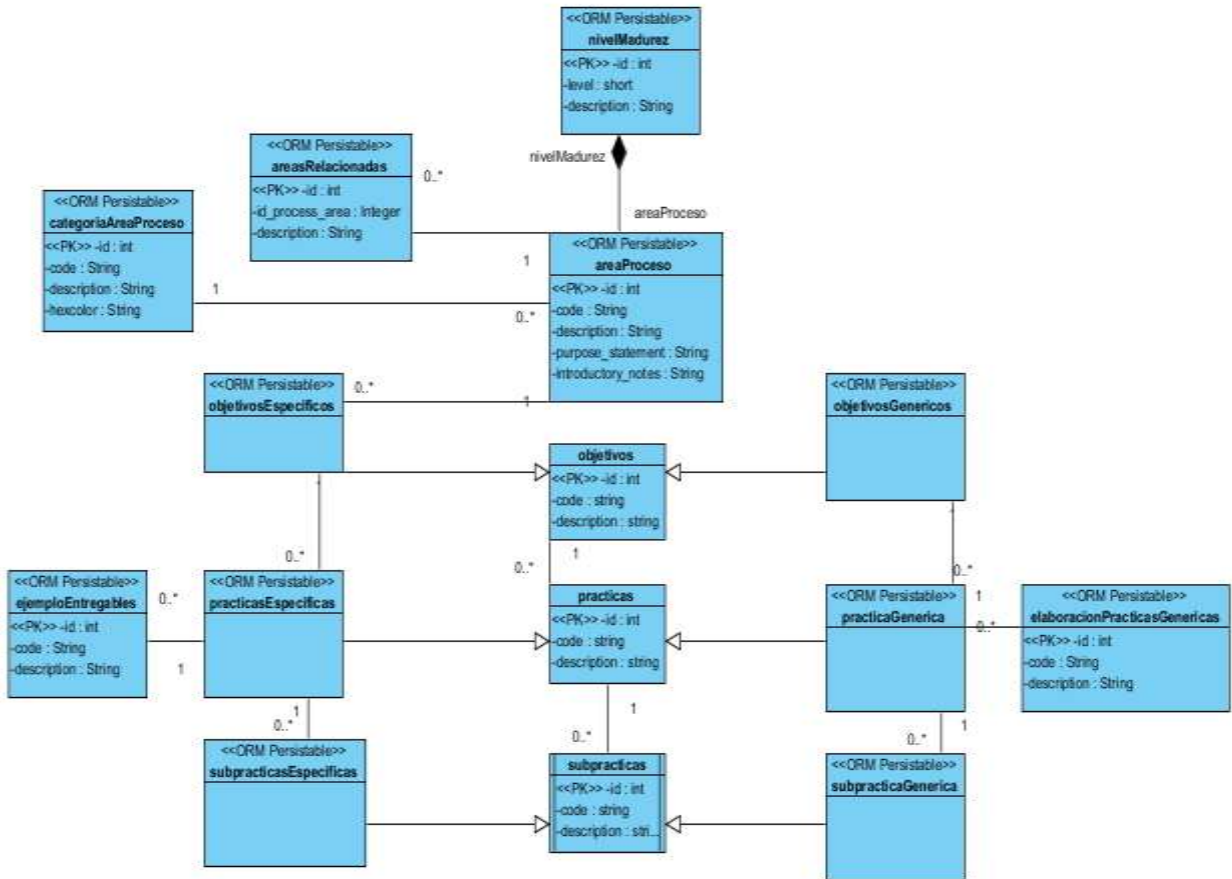 <<ORM Persistable>>
nivelMadurez
<<PK>> -id : int
-level : short
-description : String
nivelMadurez
areaProceso
<<ORM Persistable>>
areasRelacionadas
<<PK>> -id : int
-id_process_area : Integer
-description : String
0..*
1
<<ORM Persistable>>
categoriaAreaProceso
<<PK>> -id : int
-code : String
-description : String
-hexcolor : String
1
0..*
<<ORM Persistable>>
areaProceso
<<PK>> -id : int
-code : String
-description : String
-purpose_statement : String
-introductory_notes : String
<<ORM Persistable>>
objetivosEspecificos
0..*
1
<<ORM Persistable>>
objetivosGenericos
objetivos
<<PK>> -id : int
-code : string
-description : string
0..*
0..*
1
0..*
<<ORM Persistable>>
ejemploEntregables
<<PK>> -id : int
-code : String
-description : String
0..*
1
<<ORM Persistable>>
practicasEspecificas
practicas
<<PK>> -id : int
-code : string
-description : string
<<ORM Persistable>>
practicaGenerica
1
0..*
<<ORM Persistable>>
elaboracionPracticasGenericas
<<PK>> -id : int
-code : String
-description : String
1
0..*
1
0..*
1
0..*
<<ORM Persistable>>
subpracticasEspecificas
subpracticas
<<PK>> -id : int
-code : string
-description : stri...
<<ORM Persistable>>
subpracticaGenerica